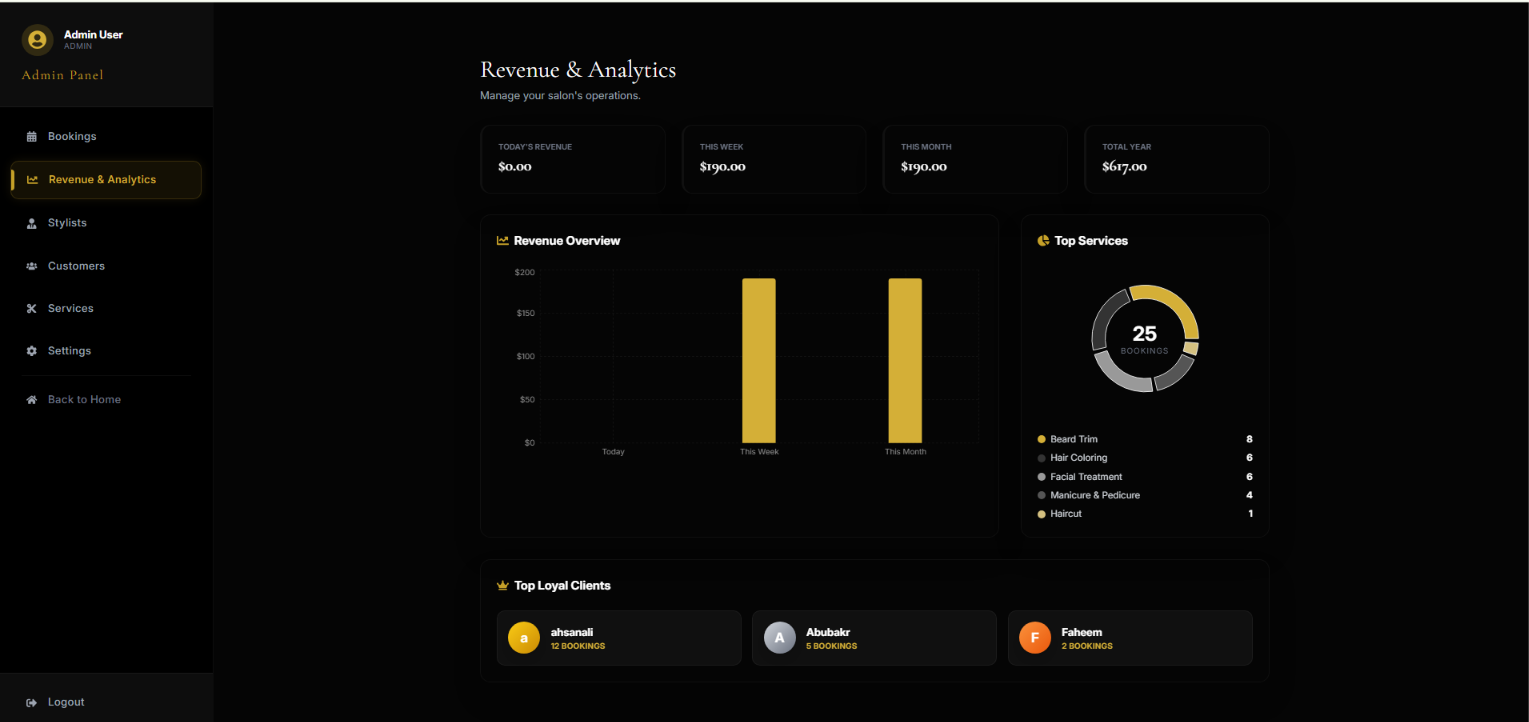 Admin User
ADMIN
Admin Panel
Bookings
Revenue & Analytics
Stylists
Customers
Services
Settings
Back to Home
Logout
Revenue & Analytics
Manage your salon's operations.
TODAY'S REVENUE
$0.00
THIS WEEK
$190.00
THIS MONTH
$190.00
TOTAL YEAR
$617.00
Revenue Overview
$200
$150
$100
$50
$0
Today
This Week
This Month
Top Services
25
BOOKINGS
Beard Trim 8
Hair Coloring 6
Facial Treatment 6
Manicure & Pedicure 4
Haircut 1
Top Loyal Clients
a
ahsanali
12 BOOKINGS
A
Abubakr
5 BOOKINGS
F
Faheem
2 BOOKINGS